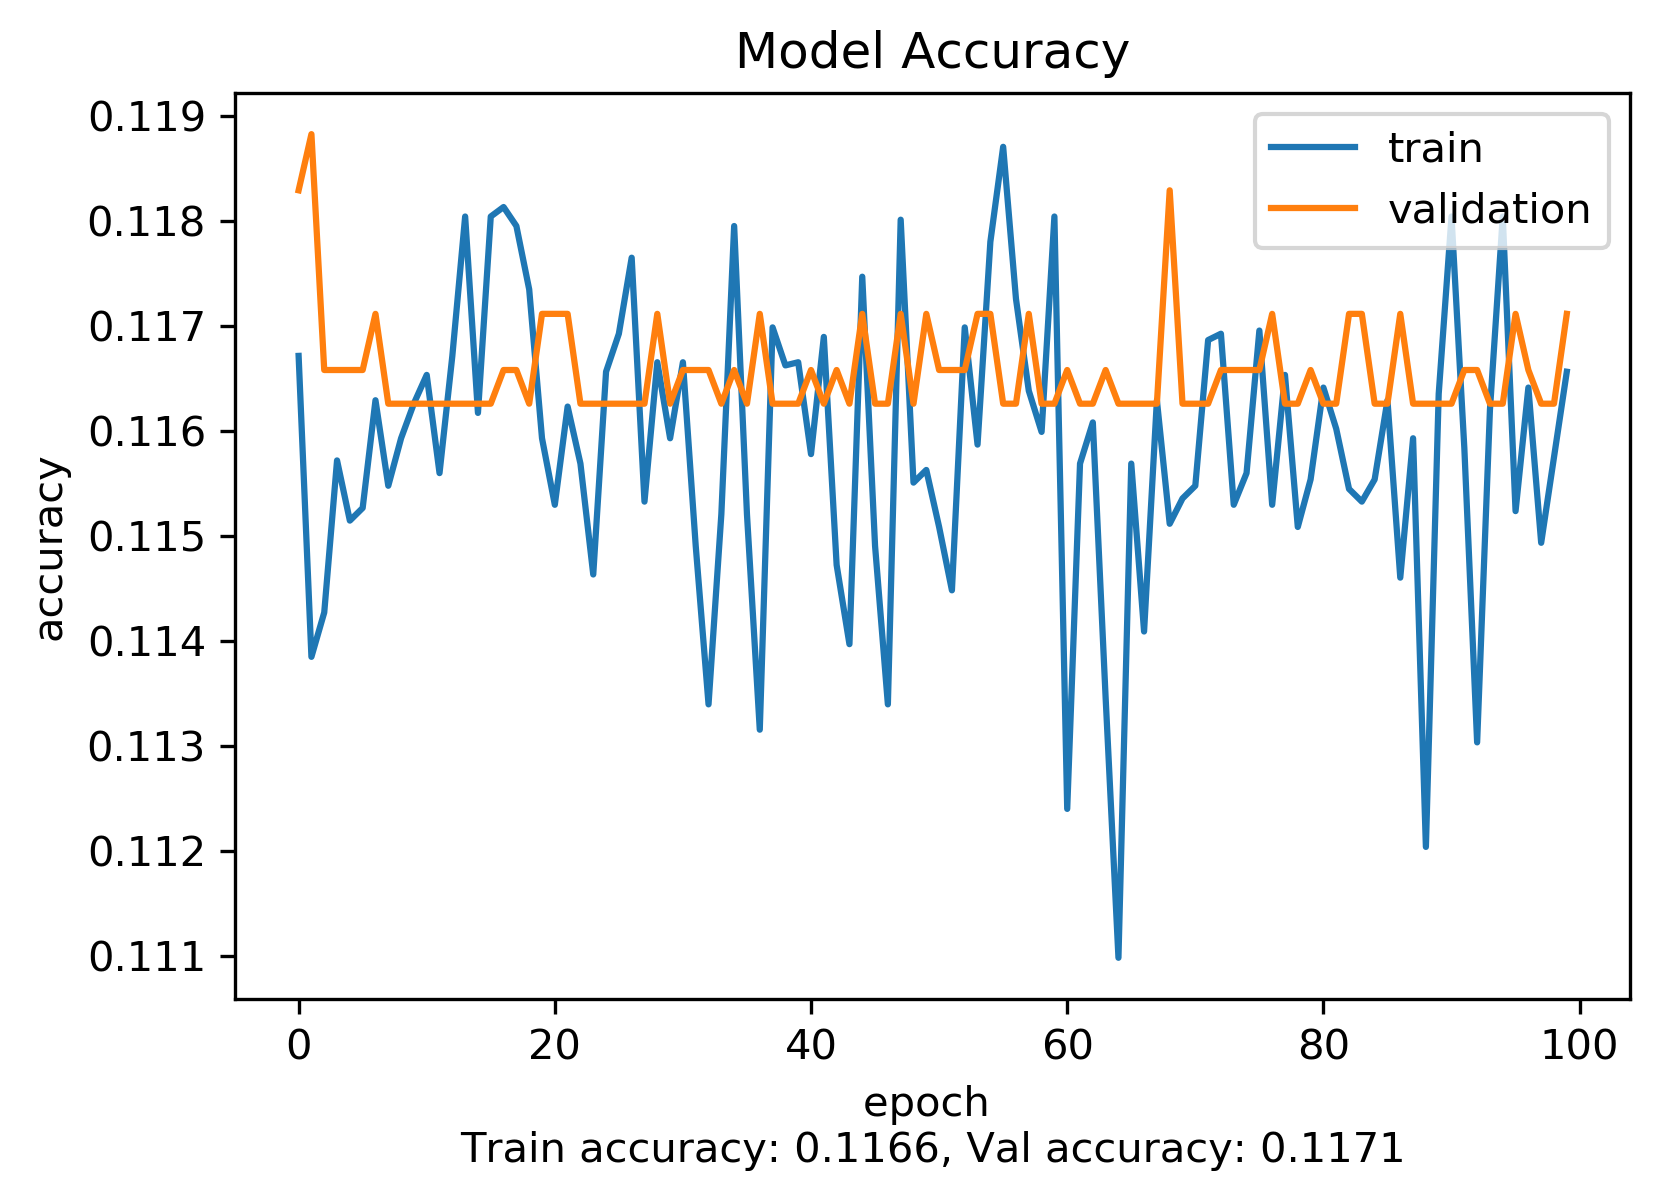 Model Accuracy
0.119
0.118
0.117
0.116
0.115
0.114
0.113
0.112
0.111
accuracy
train
validation
0 20 40 60 80 100
epoch
Train accuracy: 0.1166, Val accuracy: 0.1171